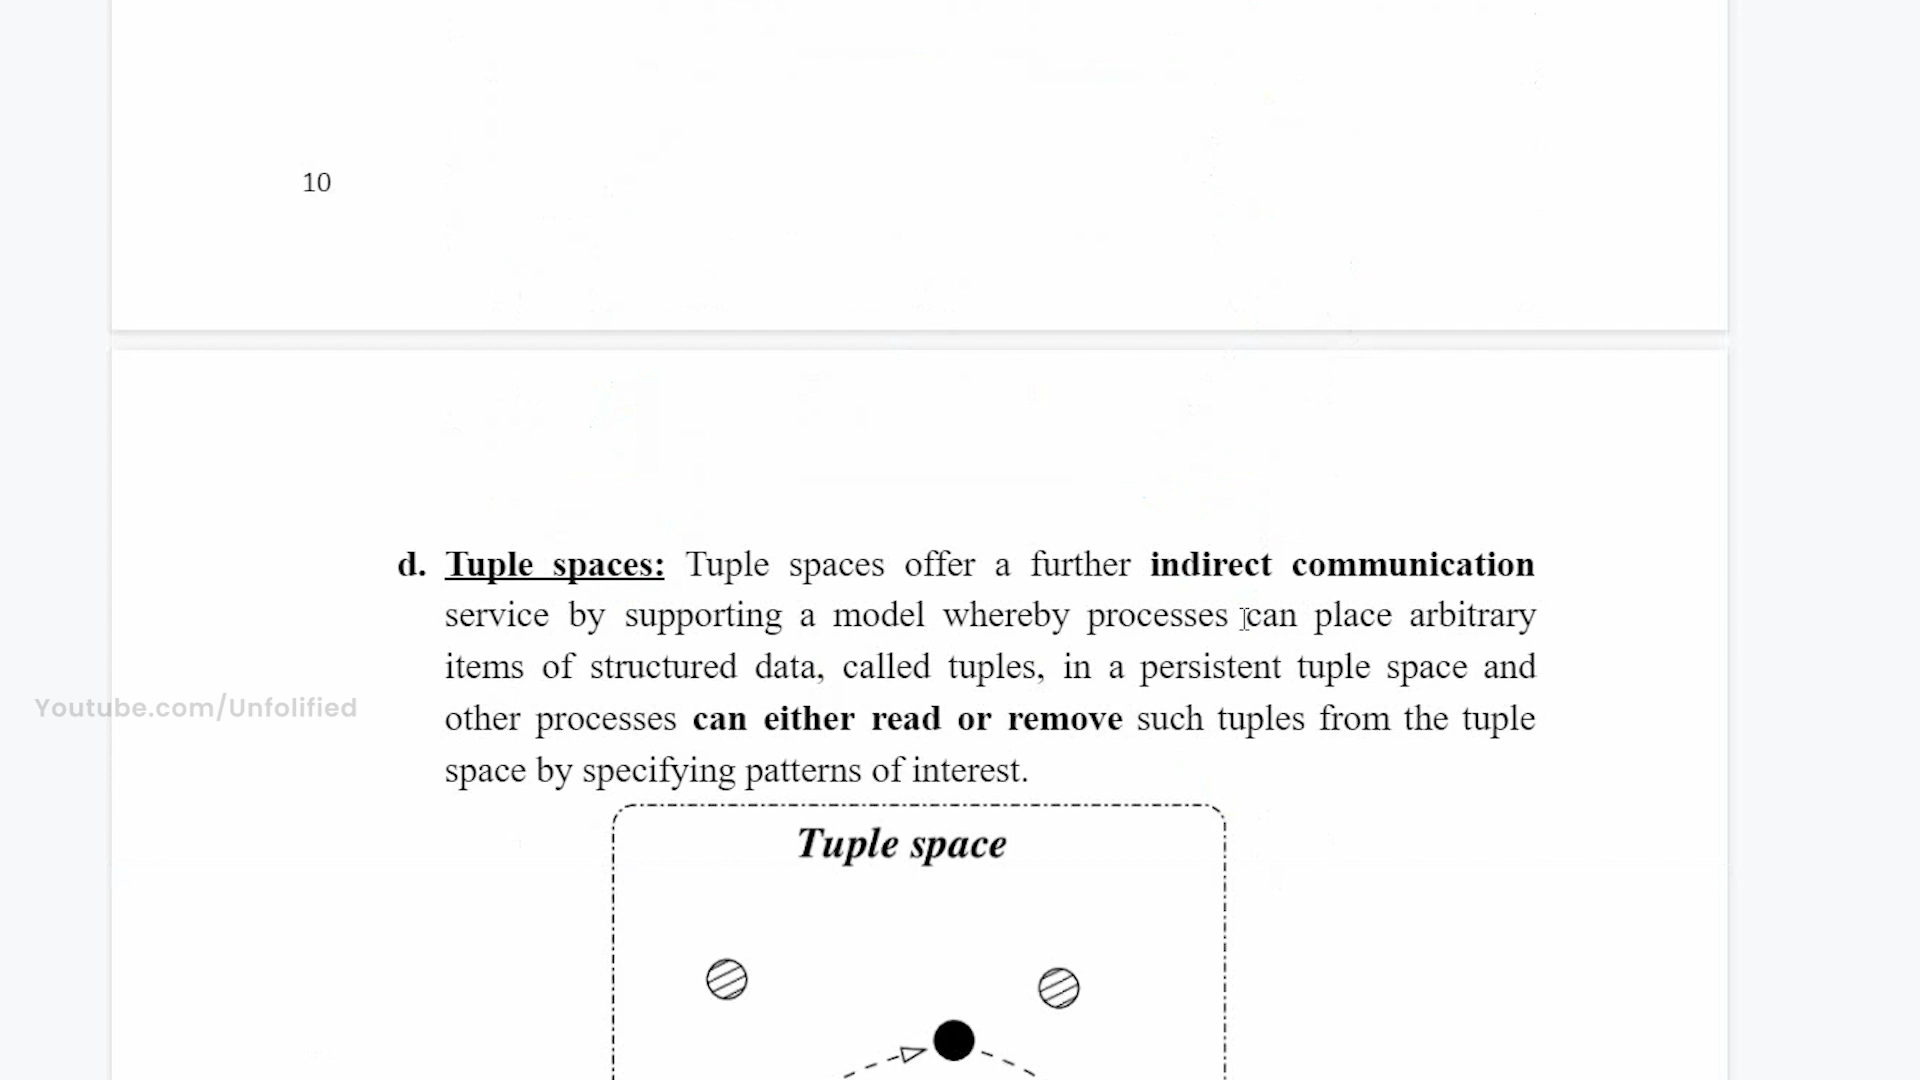 10
d. Tuple spaces: Tuple spaces offer a further indirect communication
service by supporting a model whereby processes can place arbitrary
items of structured data, called tuples, in a persistent tuple space and
Youtube.com/Unfolified
other processes can either read or remove such tuples from the tuple
space by specifying patterns of interest.
Tuple space